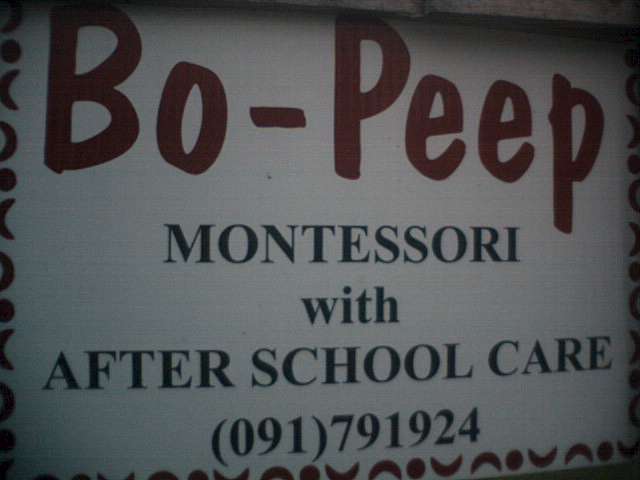 Bo-Peep
MONTESSORI
with
AFTER SCHOOL CARE
(091)791924